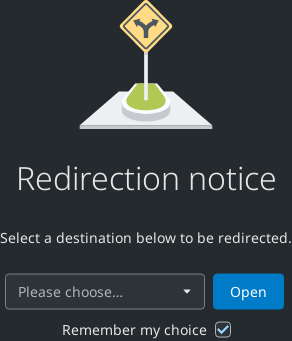 Redirection notice
Select a destination below to be redirected.
Please choose...
Open
Remember my choice